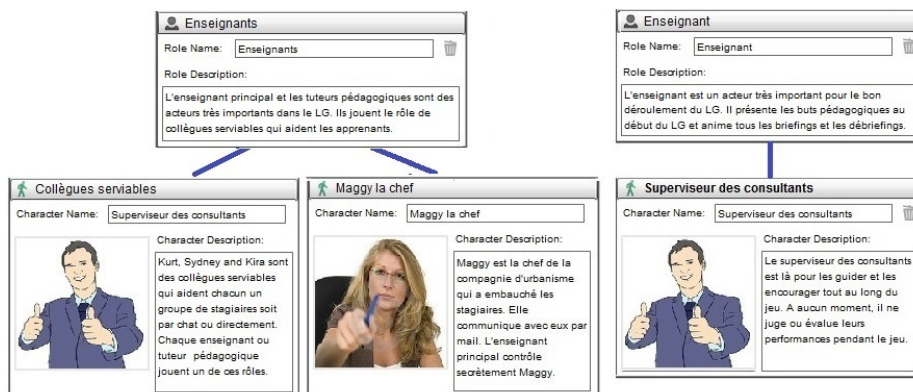 Enseignants
Role Name: Enseignants
Role Description:
L'enseignant principal et les tuteurs pédagogiques sont des
acteurs très importants dans le LG. Ils jouent le rôle de
collègues serviables qui aident les apprenants.
Enseignant
Role Name: Enseignant
Role Description:
L'enseignant est un acteur très important pour le bon
déroulement du LG. Il présente les buts pédagogiques au
début du LG et anime tous les briefings et les débriefings.
Collègues serviables
Character Name: Superviseur des consultants
Character Description:
Kurt, Sydney and Kira sont
des collègues serviables
qui aident chacun un
groupe de stagiaires soit
par chat ou directement.
Chaque enseignant ou
tuteur pédagogique
jouent un de ces rôles.
Maggy la chef
Character Name: Maggy la chef
Character Description:
Maggy est la chef de la
compagnie d'urbanisme
qui a embauché les
stagiaires. Elle
communique avec eux par
mail. L'enseignant
principal contrôle
secrètement Maggy.
Superviseur des consultants
Character Name: Superviseur des consultants
Character Description:
Le superviseur des consultants
est là pour les guider et les
encourager tout au long du
jeu. A aucun moment, il ne
juge ou évalue leurs
performances pendant le jeu.